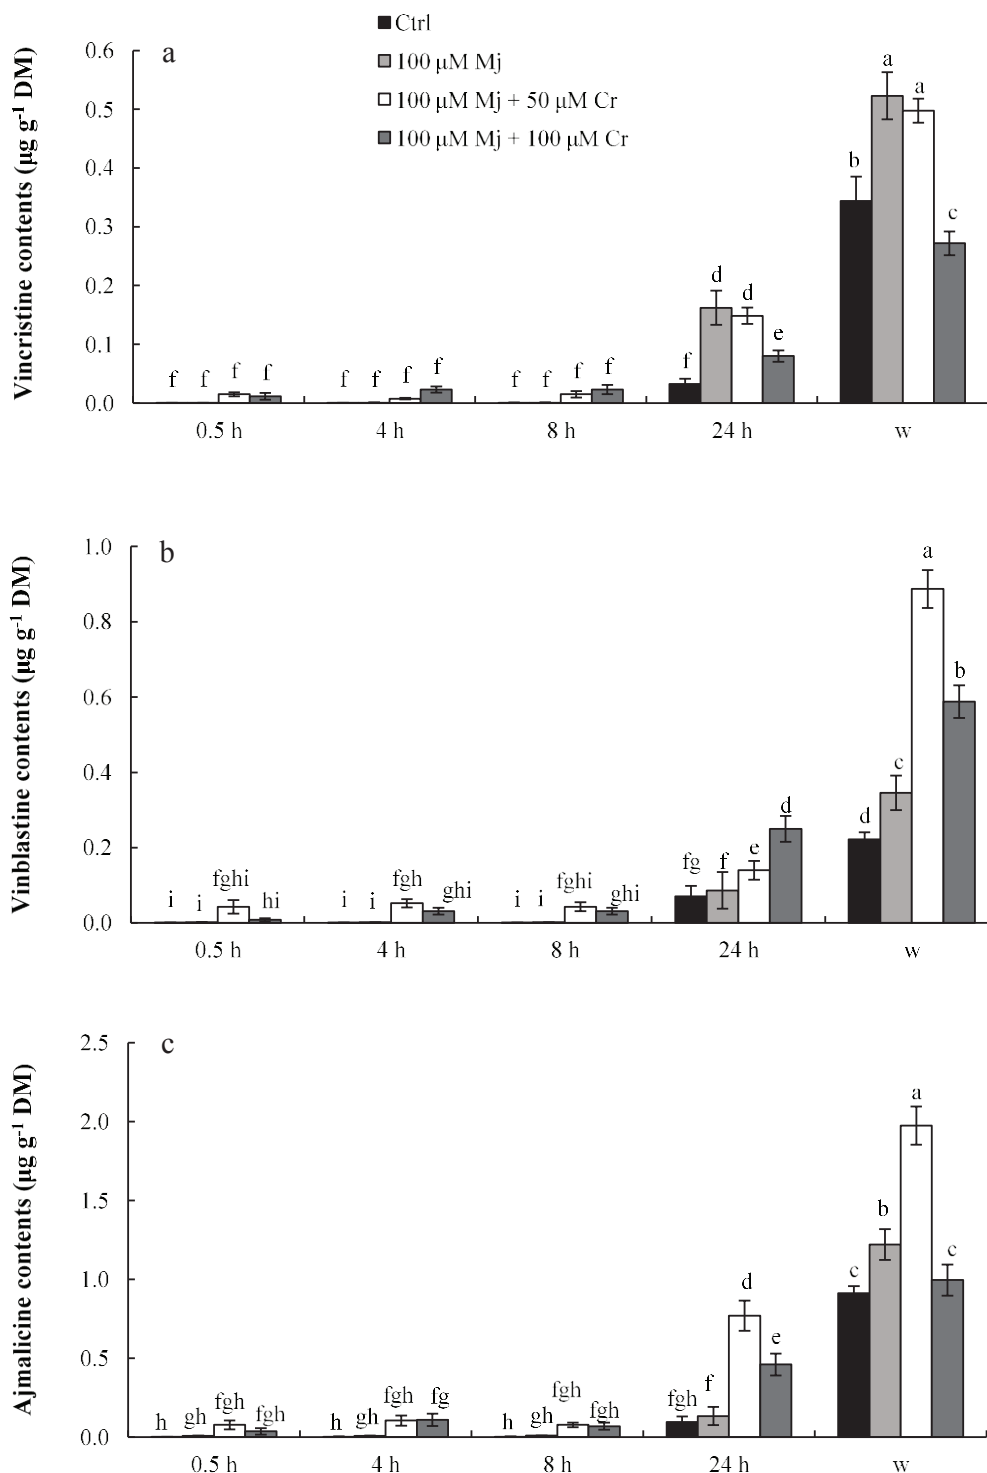 Ctrl
100 μM Mj
100 μM Mj + 50 μM Cr
100 μM Mj + 100 μM Cr
a
Vincristine contents (μg g⁻¹ DM)
0.6
0.5
0.4
0.3
0.2
0.1
0.0
f f f f
f f f f
f f f f
f d d e
b a a c
0.5 h 4 h 8 h 24 h w
b
Vinblastine contents (μg g⁻¹ DM)
1.0
0.8
0.6
0.4
0.2
0.0
i i fghi hi
i i fgh ghi
i i fghi ghi
fg f e d
d c a b
0.5 h 4 h 8 h 24 h w
c
Ajmalicine contents (μg g⁻¹ DM)
2.5
2.0
1.5
1.0
0.5
0.0
h gh fgh fgh
h gh fgh fg
h gh fgh fgh
fgh f d e
c b a c
0.5 h 4 h 8 h 24 h w